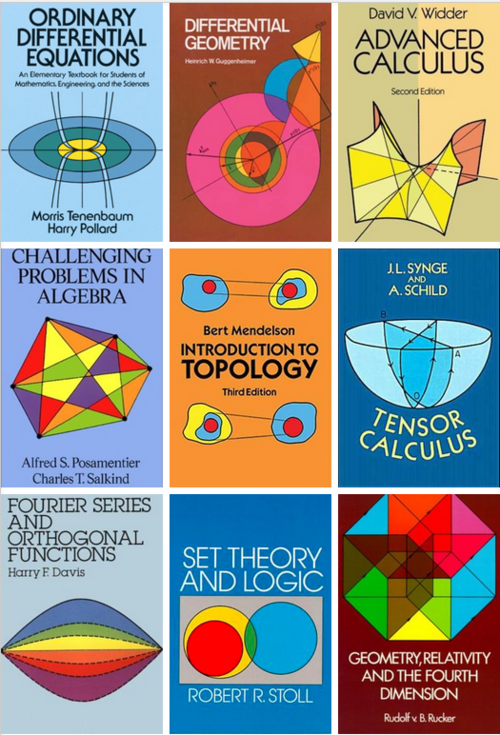 ORDINARY
DIFFERENTIAL
EQUATIONS
An Elementary Textbook for Students of
Mathematics, Engineering, and the Sciences
Morris Tenenbaum
Harry Pollard
DIFFERENTIAL
GEOMETRY
Heinrich W. Guggenheimer
David V. Widder
ADVANCED
CALCULUS
Second Edition
CHALLENGING
PROBLEMS IN
ALGEBRA
Alfred S. Posamentier
Charles T. Salkind
Bert Mendelson
INTRODUCTION TO
TOPOLOGY
Third Edition
J.L. SYNGE
AND
A. SCHILD
B
A
O
TENSOR
CALCULUS
FOURIER SERIES
AND
ORTHOGONAL
FUNCTIONS
Harry F. Davis
SET THEORY
AND LOGIC
ROBERT R. STOLL
GEOMETRY, RELATIVITY
AND THE FOURTH
DIMENSION
Rudolf v. B. Rucker